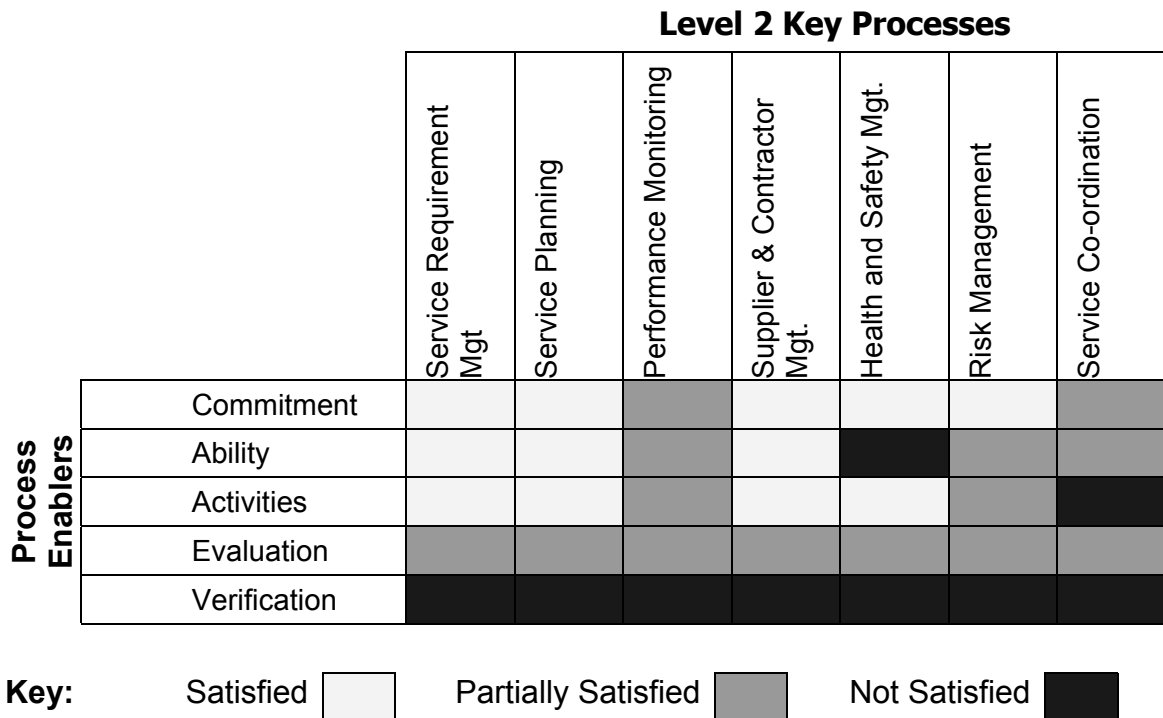 Level 2 Key Processes
Service Requirement
Mgt
Service Planning
Performance Monitoring
Supplier & Contractor
Mgt.
Health and Safety Mgt.
Risk Management
Service Co-ordination
Process
Enablers
Commitment
Ability
Activities
Evaluation
Verification
Key: Satisfied Partially Satisfied Not Satisfied